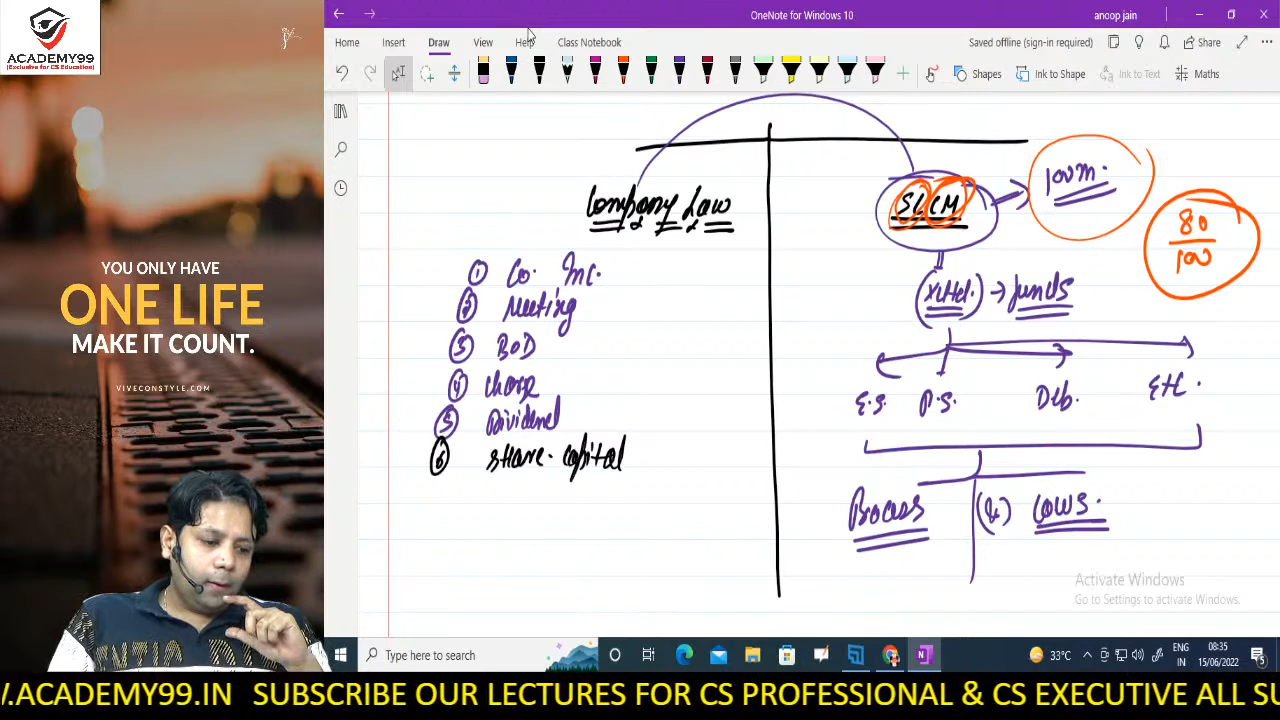 ACADEMY99
(Exclusive for CS Education)
YOU ONLY HAVE
ONE LIFE
MAKE IT COUNT.
VIVECONSTYLE.COM
OneNote for Windows 10
anoop jain
Home Insert Draw View Help Class Notebook
Saved offline (sign-in required)
Share
Shapes
Ink to Shape
Ink to Text
Maths
Company Law
① Co. Inc.
② Meeting
③ BOD
④ Charge
⑤ Dividend
⑥ Share. Capital
SLCM
100m.
80
100
funds
E.S. P.S. Deb. Etc.
Process (&) Laws.
Activate Windows
Go to Settings to activate Windows.
Type here to search
33°C
ENG
IN
08:35
15/06/2022
5
V.ACADEMY99.IN SUBSCRIBE OUR LECTURES FOR CS PROFESSIONAL & CS EXECUTIVE ALL SU